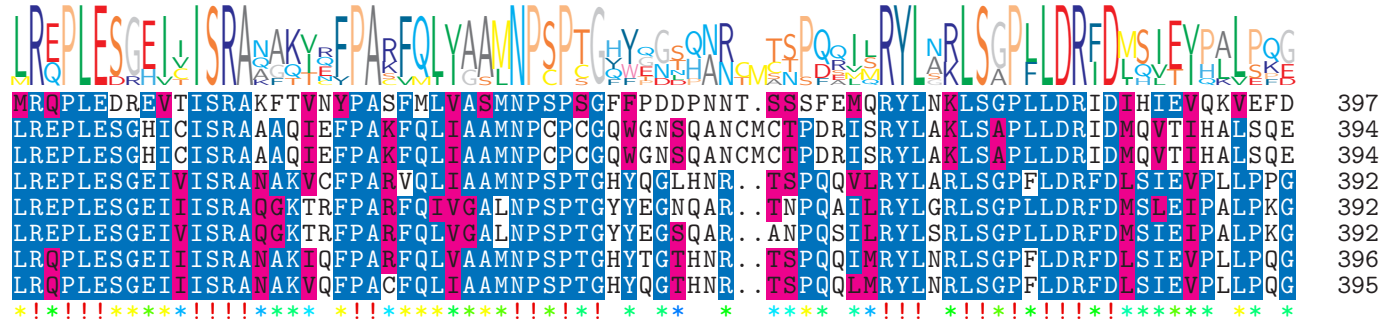 MRQPLEDREVTISRAKFTVNYPASFMLVASMNPSPSGFFPDDPNNT.SSSFEMQRYLNKLSGPLLDRIDIHIEVQKVEFD 397
LREPLESGHICISRAAAQIEFPAKFQLIAAMNPCPCGQWGNSQANCMCTPDRISRYLAKLSAPLLDRIDMQVTIHALSQE 394
LREPLESGHICISRAAAQIEFPAKFQLIAAMNPCPCGQWGNSQANCMCTPDRISRYLAKLSAPLLDRIDMQVTIHALSQE 394
LREPLESGEIVISRANAKVCFPARVQLIAAMNPSPTGHYQGLHNR..TSPQQVLRYLARLSGPFLDRFDLSIEVPLLPPG 392
LREPLESGEIIISRAQGKTRFPARFQIVGALNPSPTGYYEGNQAR..TNPQAILRYLGRLSGPLLDRFDLSLEIPALPKG 392
LREPLESGEIVISRAQGKTRFPARFQLVGALNPSPTGYYEGSQAR..ANPQSILRYLSRLSGPLLDRFDMSIEIPALPKG 392
LRQPLESGEIIISRANAKIQFPARFQLVAAMNPSPTGHYTGTHNR..TSPQQIMRYLNRLSGPFLDRFDLSIEVPLLPQG 396
LRQPLESGEIIISRANAKVQFPACFQLIAAMNPSPTGHYQGTHNR..TSPQQLMRYLNRLSGPFLDRFDLSIEVPLLPQG 395